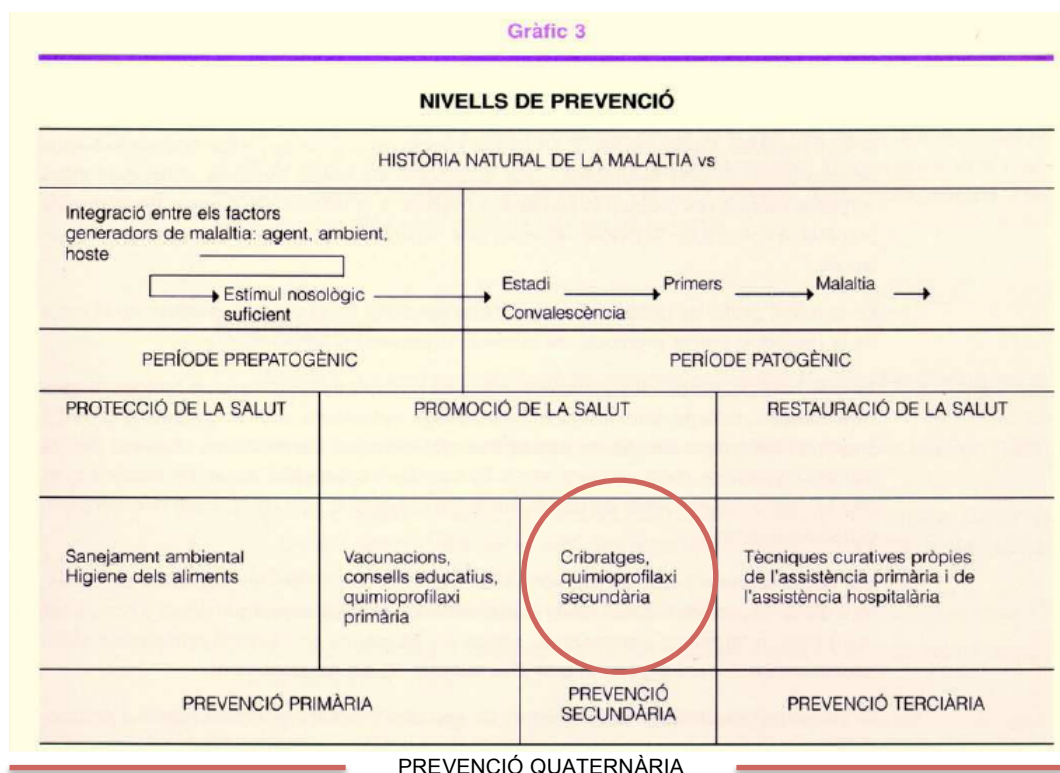 Gràfic 3
NIVELLS DE PREVENCIÓ
HISTÒRIA NATURAL DE LA MALALTIA vs
Integració entre els factors
generadors de malaltia: agent, ambient,
hoste
Estímul nosològic
suficient
Estadi
Convalescència
Primers
Malaltia
PERÍODE PREPATOGÈNIC
PERÍODE PATOGÈNIC
PROTECCIÓ DE LA SALUT
PROMOCIÓ DE LA SALUT
RESTAURACIÓ DE LA SALUT
Sanejament ambiental
Higiene dels aliments
Vacunacions,
consells educatius,
quimioprofilaxi
primària
Cribratges,
quimioprofilaxi
secundària
Tècniques curatives pròpies
de l'assistència primària i de
l'assistència hospitalària
PREVENCIÓ PRIMÀRIA
PREVENCIÓ
SECUNDÀRIA
PREVENCIÓ TERCIÀRIA
PREVENCIÓ QUATERNÀRIA